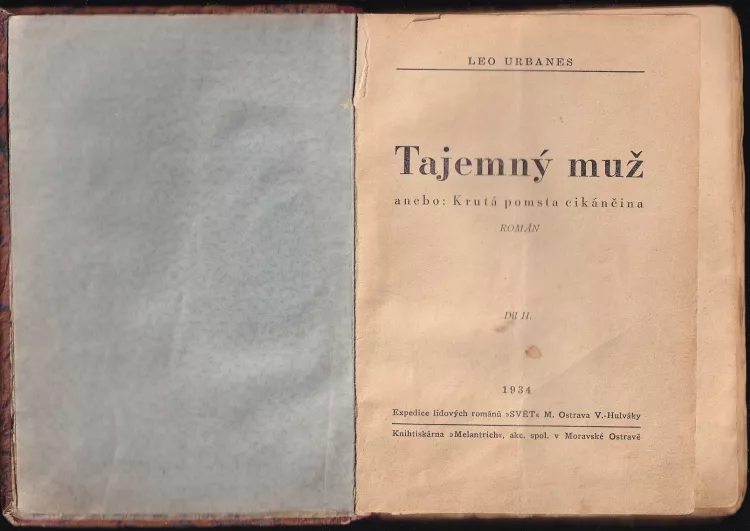 LEO URBANES
Tajemný muž
anebo: Krutá pomsta cikánčina
ROMÁN
Díl II.
1934
Expedice lidových románů »SVĚT« M. Ostrava V.-Hulváky
Knihtiskárna »Melantrich«, akc. spol. v Moravské Ostravě